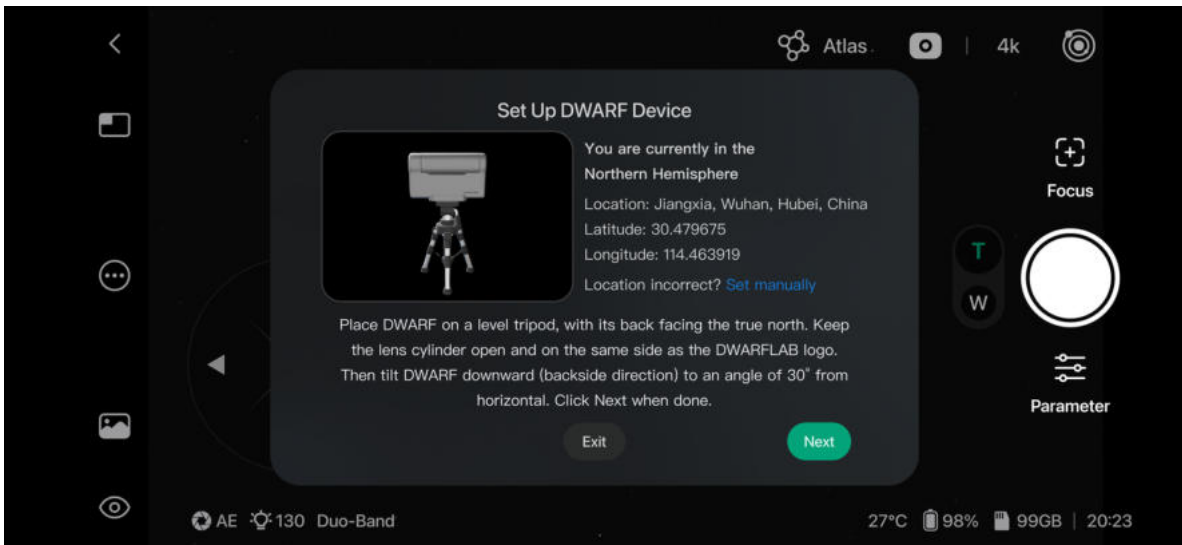 Atlas
4k
Set Up DWARF Device
You are currently in the
Northern Hemisphere
Location: Jiangxia, Wuhan, Hubei, China
Latitude: 30.479675
Longitude: 114.463919
Location incorrect? Set manually
Place DWARF on a level tripod, with its back facing the true north. Keep
the lens cylinder open and on the same side as the DWARFLAB logo.
Then tilt DWARF downward (backside direction) to an angle of 30° from
horizontal. Click Next when done.
Exit
Next
Focus
T
W
Parameter
AE 130 Duo-Band
27°C 98% 99GB | 20:23